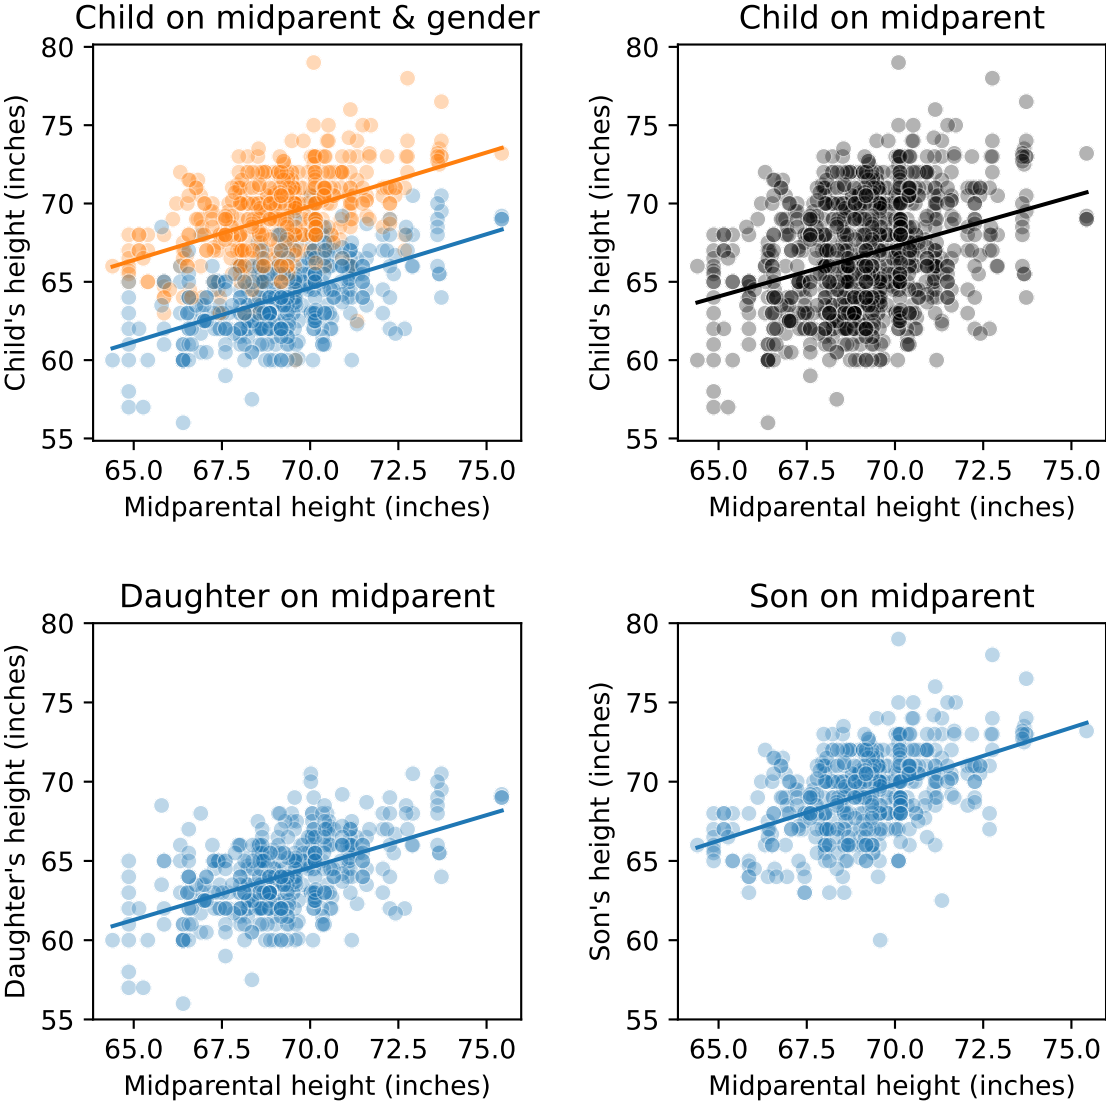 Child on midparent & gender
Child's height (inches)
80
75
70
65
60
55
65.0 67.5 70.0 72.5 75.0
Midparental height (inches)
Child on midparent
Child's height (inches)
80
75
70
65
60
55
65.0 67.5 70.0 72.5 75.0
Midparental height (inches)
Daughter on midparent
Daughter's height (inches)
80
75
70
65
60
55
65.0 67.5 70.0 72.5 75.0
Midparental height (inches)
Son on midparent
Son's height (inches)
80
75
70
65
60
55
65.0 67.5 70.0 72.5 75.0
Midparental height (inches)